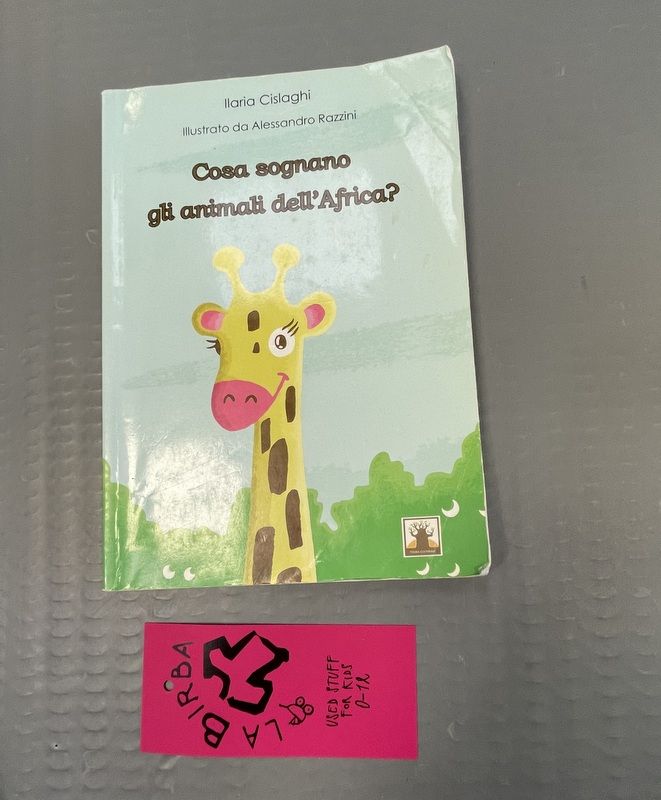 Ilaria Cislaghi
Illustrato da Alessandro Razzini
Cosa sognano
gli animali dell'Africa?
LA BIRBA
USED STUFF
FOR KIDS
0-12